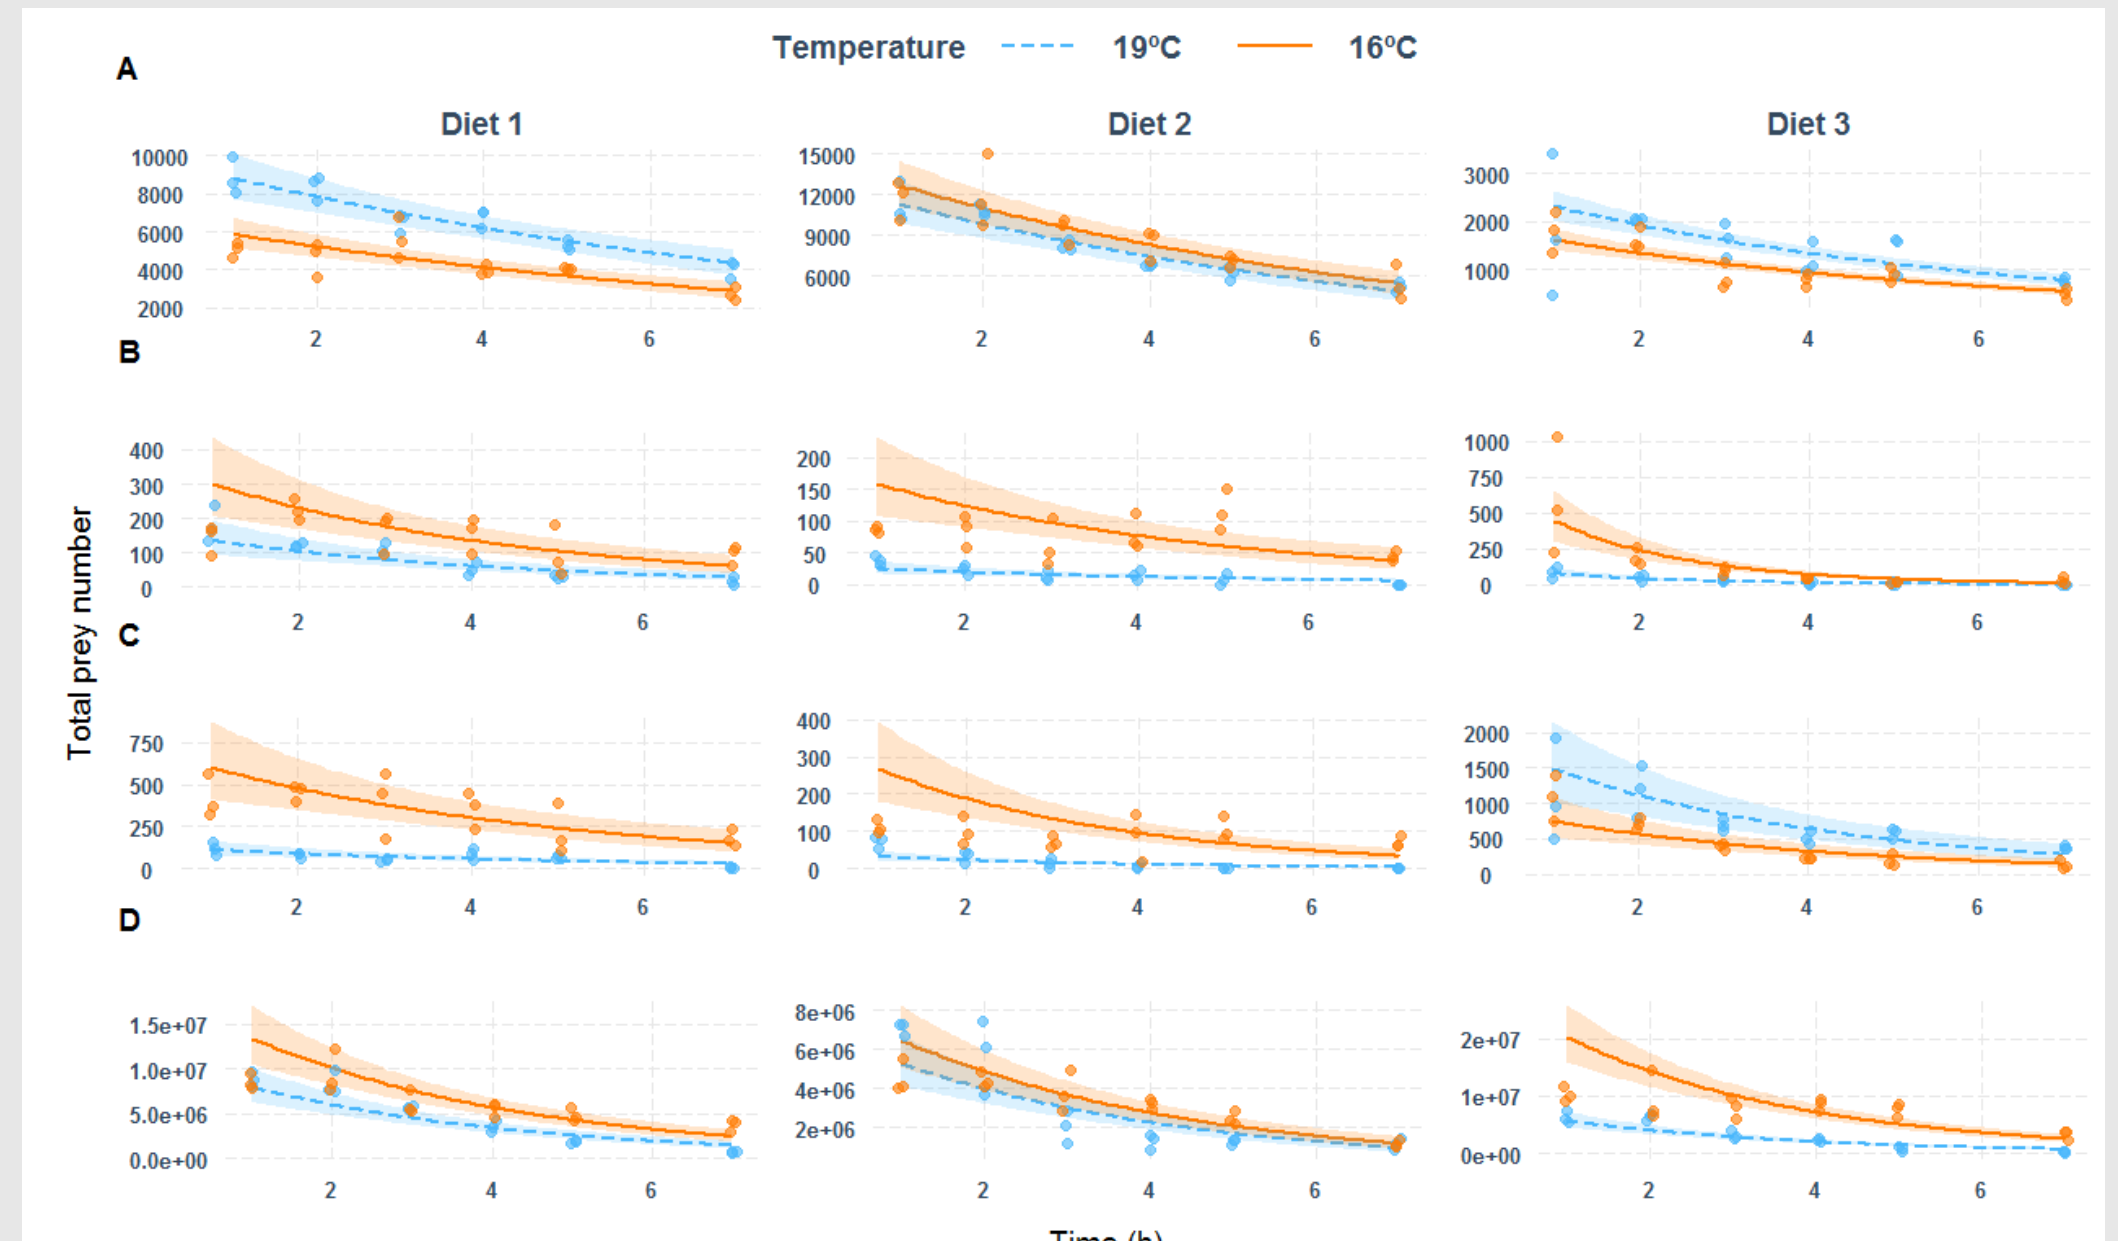 Temperature 19ºC 16ºC
A
Diet 1 Diet 2 Diet 3
10000 8000 6000 4000 2000
15000 12000 9000 6000
3000 2000 1000
2 4 6 2 4 6 2 4 6
B
400 300 200 100 0
200 150 100 50 0
1000 750 500 250 0
2 4 6 2 4 6 2 4 6
Total prey number
C
750 500 250 0
400 300 200 100 0
2000 1500 1000 500 0
2 4 6 2 4 6 2 4 6
D
1.5e+07 1.0e+07 5.0e+06 0.0e+00
8e+06 6e+06 4e+06 2e+06
2e+07 1e+07 0e+00
2 4 6 2 4 6 2 4 6
Time (h)